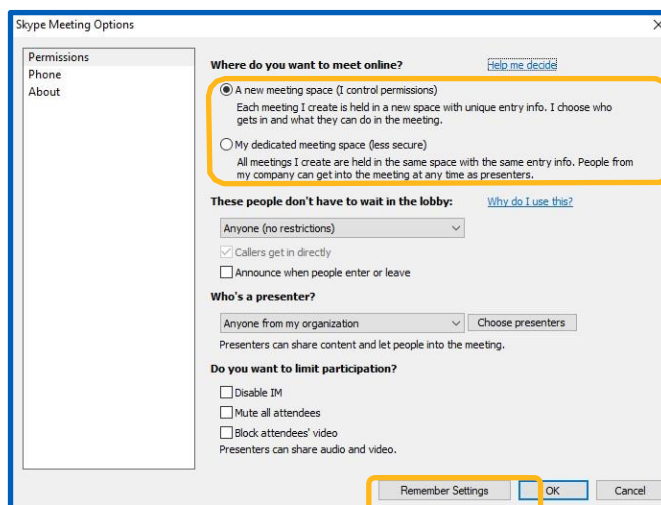 Skype Meeting Options
Permissions
Phone
About
Where do you want to meet online? Help me decide
A new meeting space (I control permissions)
Each meeting I create is held in a new space with unique entry info. I choose who
gets in and what they can do in the meeting.
My dedicated meeting space (less secure)
All meetings I create are held in the same space with the same entry info. People from
my company can get into the meeting at any time as presenters.
These people don't have to wait in the lobby: Why do I use this?
Anyone (no restrictions)
Callers get in directly
Announce when people enter or leave
Who's a presenter?
Anyone from my organization Choose presenters
Presenters can share content and let people into the meeting.
Do you want to limit participation?
Disable IM
Mute all attendees
Block attendees' video
Presenters can share audio and video.
Remember Settings OK Cancel